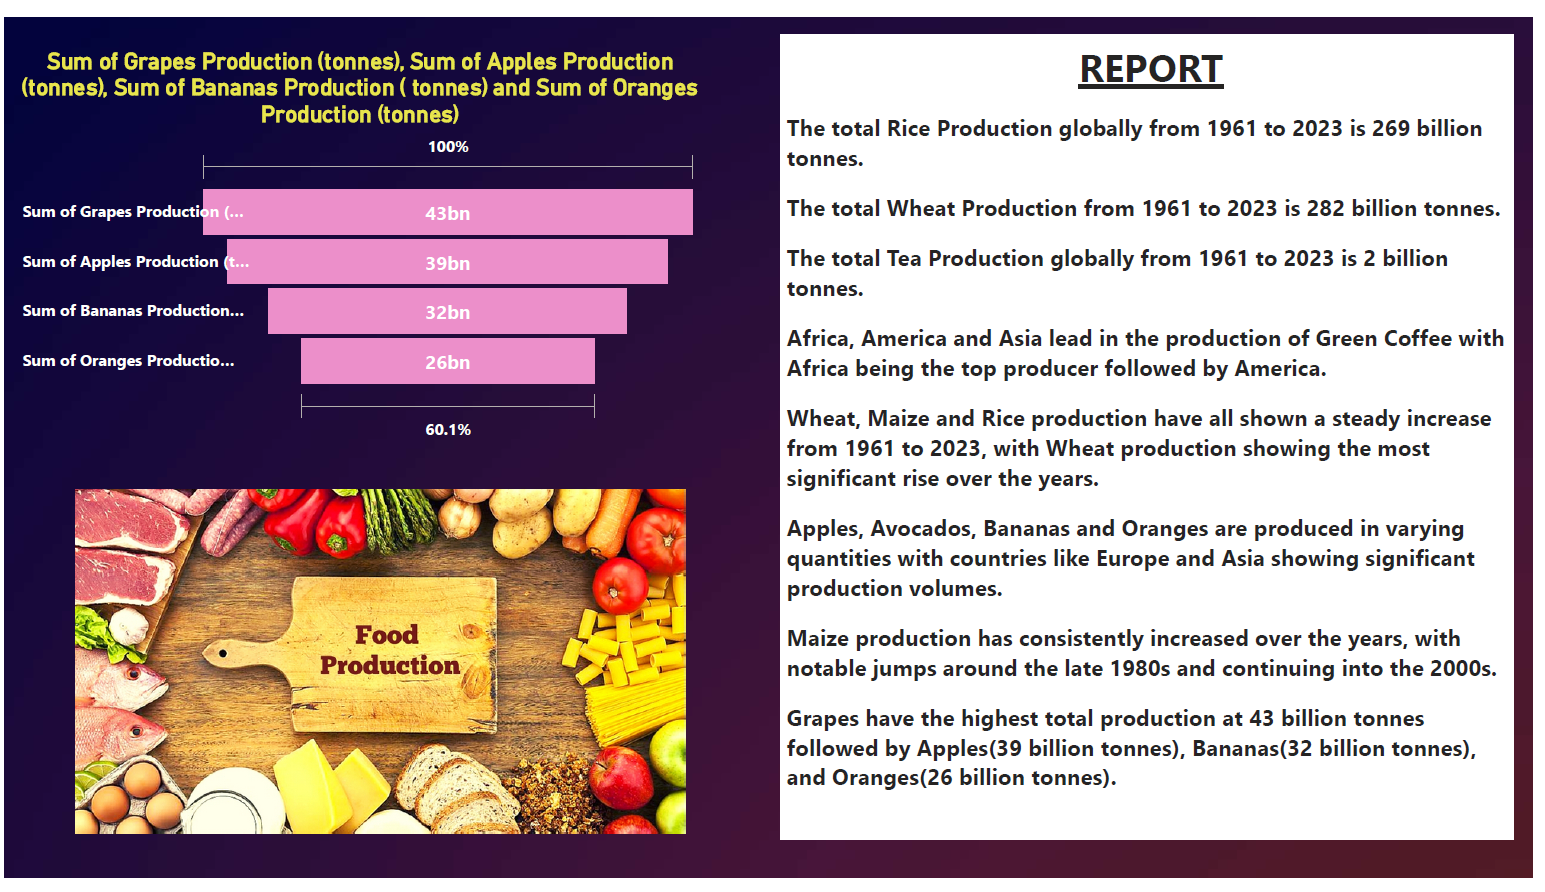 Sum of Grapes Production (tonnes), Sum of Apples Production
(tonnes), Sum of Bananas Production ( tonnes) and Sum of Oranges
Production (tonnes)
100%
Sum of Grapes Production (...
43bn
Sum of Apples Production (t...
39bn
Sum of Bananas Production...
32bn
Sum of Oranges Productio...
26bn
60.1%
Food
Production
REPORT
The total Rice Production globally from 1961 to 2023 is 269 billion
tonnes.
The total Wheat Production from 1961 to 2023 is 282 billion tonnes.
The total Tea Production globally from 1961 to 2023 is 2 billion
tonnes.
Africa, America and Asia lead in the production of Green Coffee with
Africa being the top producer followed by America.
Wheat, Maize and Rice production have all shown a steady increase
from 1961 to 2023, with Wheat production showing the most
significant rise over the years.
Apples, Avocados, Bananas and Oranges are produced in varying
quantities with countries like Europe and Asia showing significant
production volumes.
Maize production has consistently increased over the years, with
notable jumps around the late 1980s and continuing into the 2000s.
Grapes have the highest total production at 43 billion tonnes
followed by Apples(39 billion tonnes), Bananas(32 billion tonnes),
and Oranges(26 billion tonnes).